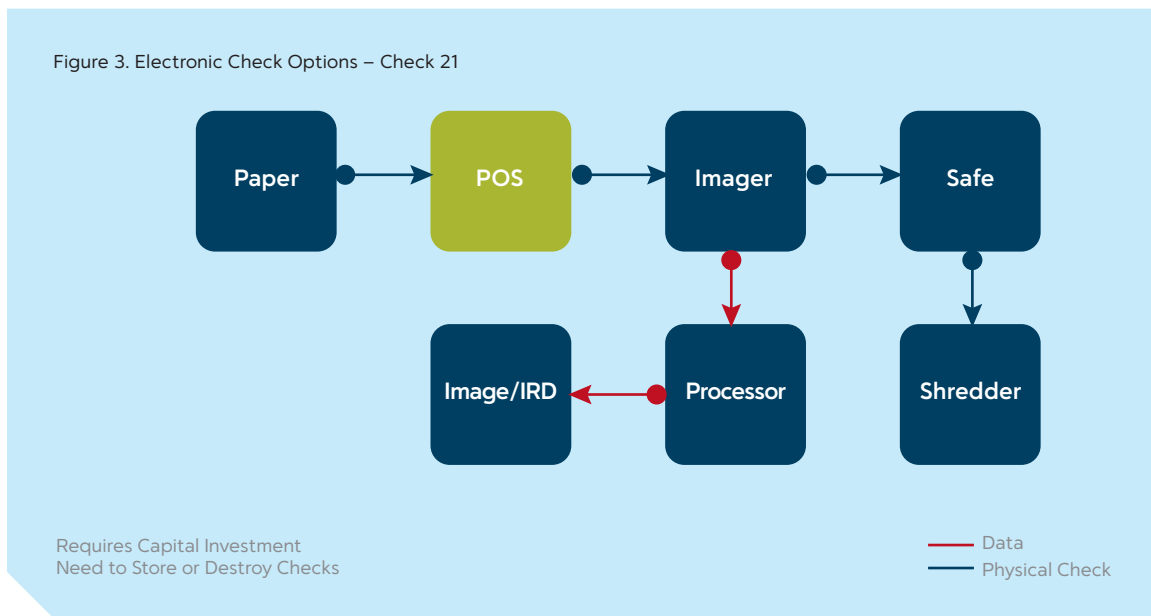 Figure 3. Electronic Check Options – Check 21
Paper
POS
Imager
Safe
Image/IRD
Processor
Shredder
Requires Capital Investment
Need to Store or Destroy Checks
Data
Physical Check